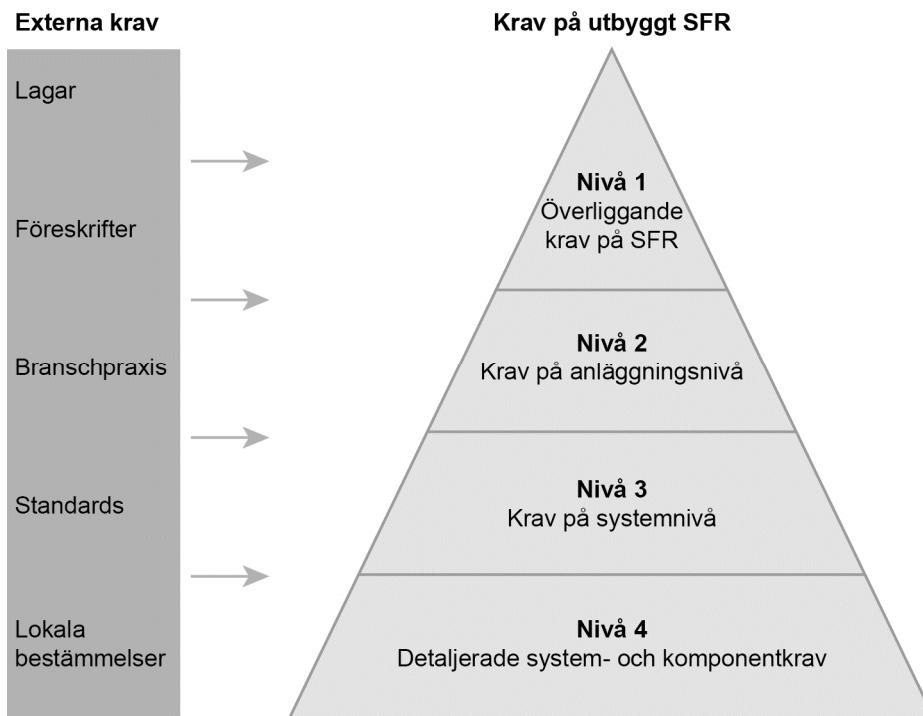 Externa krav
Lagar
Föreskrifter
Branschpraxis
Standards
Lokala
bestämmelser
Krav på utbyggt SFR
Nivå 1
Överliggande
krav på SFR
Nivå 2
Krav på anläggningsnivå
Nivå 3
Krav på systemnivå
Nivå 4
Detaljerade system- och komponentkrav